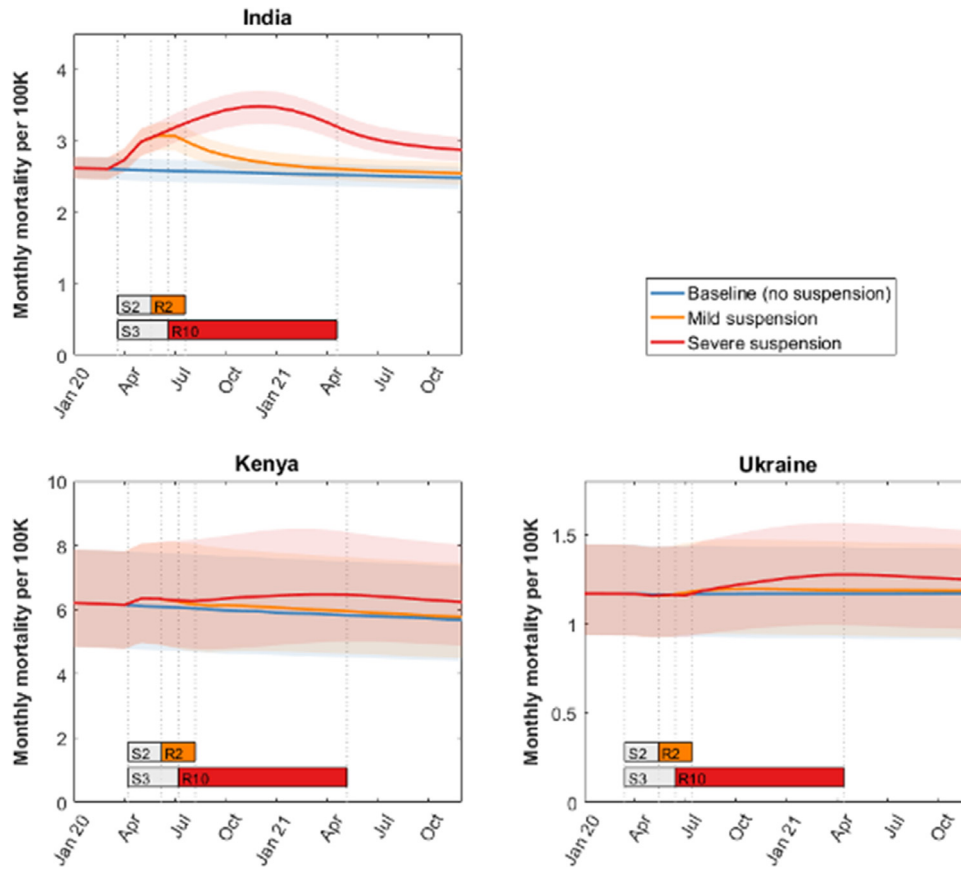 India
Monthly mortality per 100K
4
3
2
1
0
S2 R2
S3 R10
Jan 20 Apr Jul Oct Jan 21 Apr Jul Oct
Baseline (no suspension)
Mild suspension
Severe suspension
Kenya
Monthly mortality per 100K
10
8
6
4
2
0
S2 R2
S3 R10
Jan 20 Apr Jul Oct Jan 21 Apr Jul Oct
Ukraine
Monthly mortality per 100K
1.5
1
0.5
0
S2 R2
S3 R10
Jan 20 Apr Jul Oct Jan 21 Apr Jul Oct